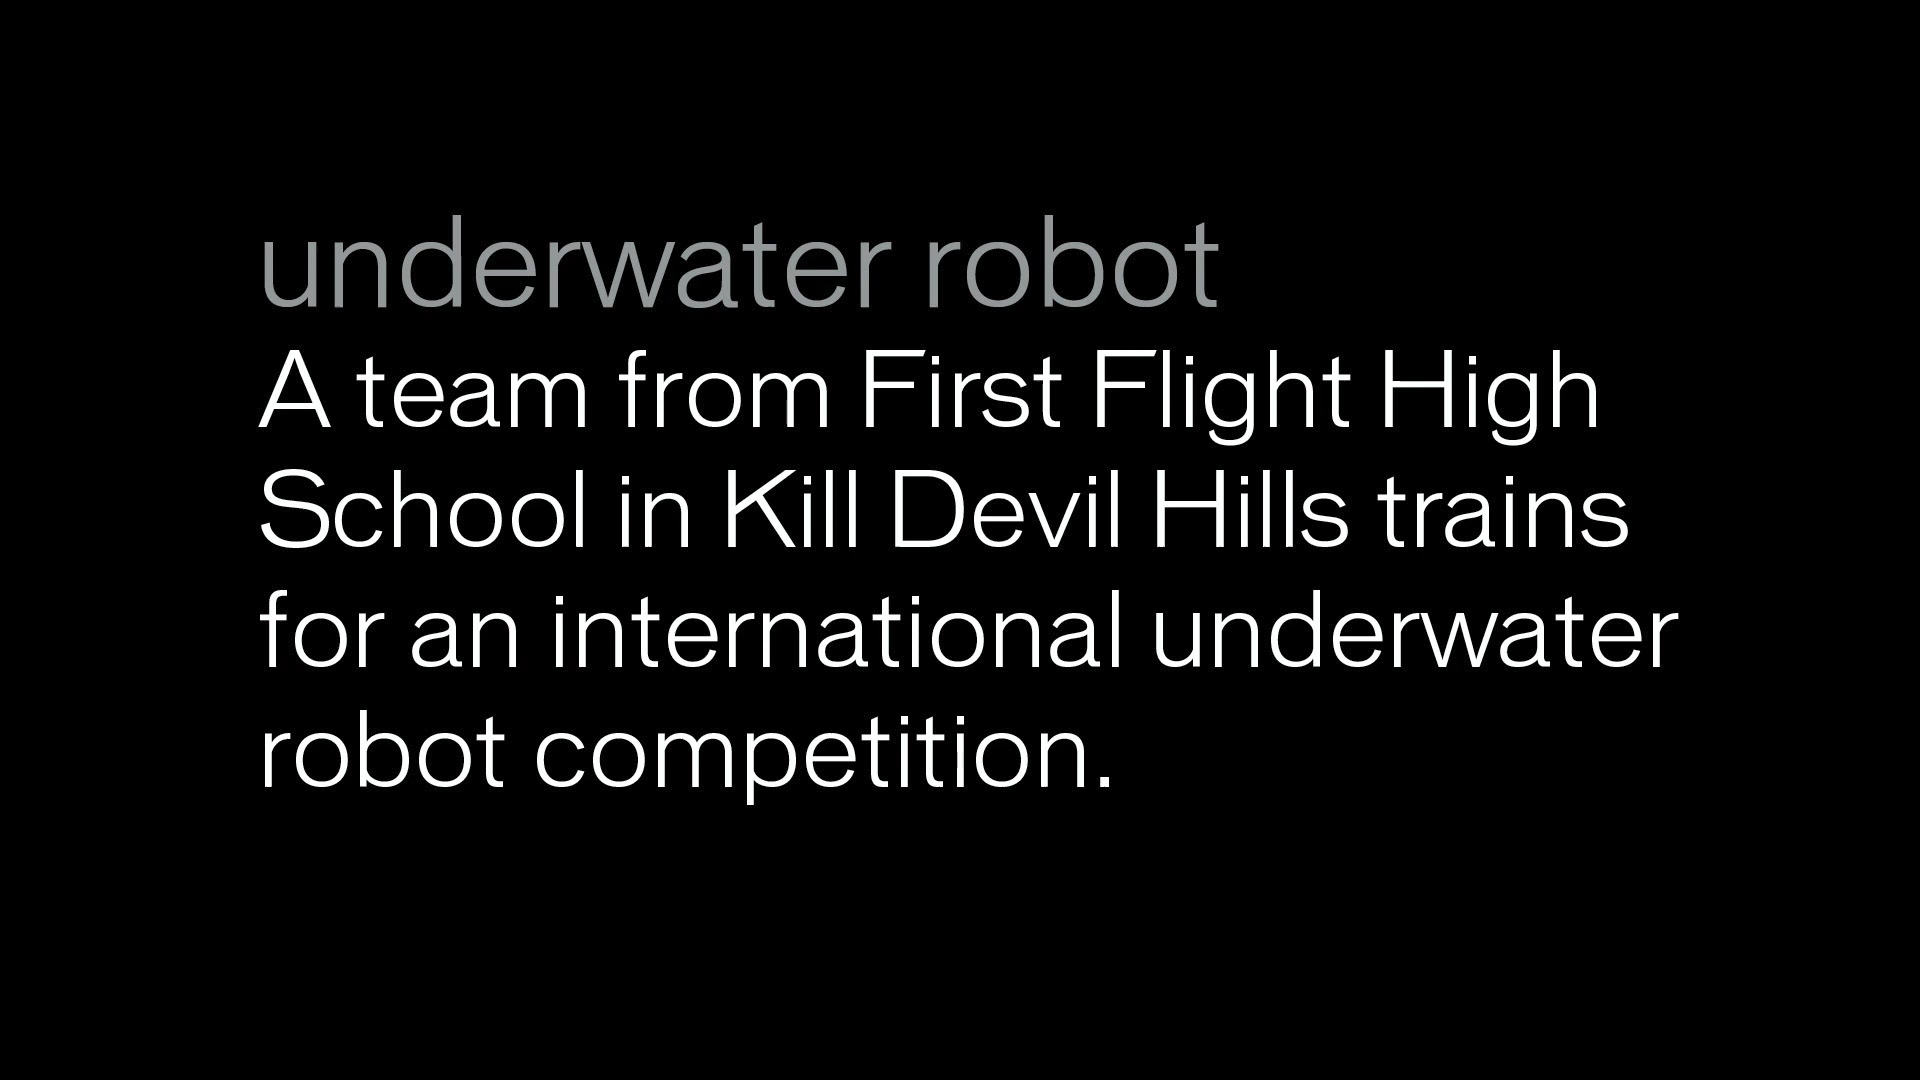 underwater robot
A team from First Flight High
School in Kill Devil Hills trains
for an international underwater
robot competition.